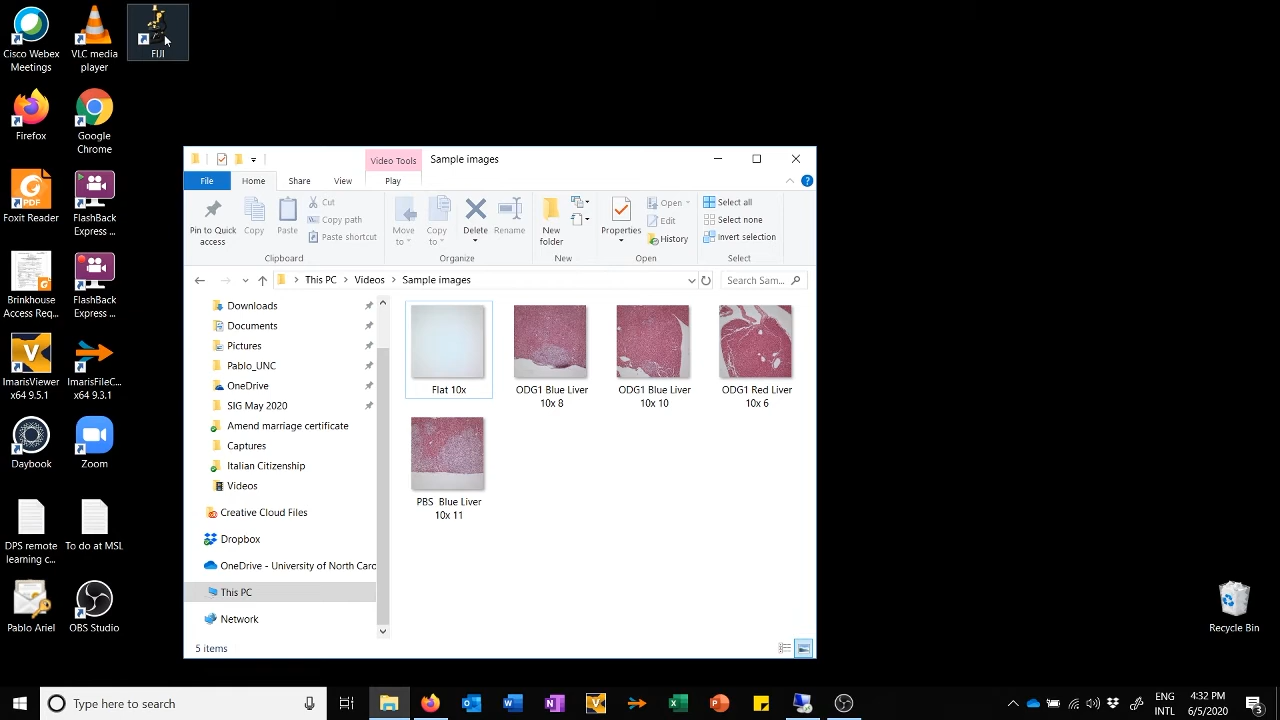 Cisco Webex
Meetings
VLC media
player
FIJI
Firefox
Google
Chrome
PDF
Foxit Reader
FlashBack
Express ...
Brinkhouse
Access Req...
FlashBack
Express ...
ImarisViewer
x64 9.5.1
ImarisFileC...
x64 9.3.1
Daybook
Zoom
DPS remote
learning c...
To do at MSL
Pablo Ariel
OBS Studio
Video Tools
Sample images
File
Home
Share
View
Play
Pin to Quick
access
Copy
Paste
Cut
Copy path
Paste shortcut
Clipboard
Move
to
Copy
to
Delete
Rename
Organize
New
folder
New
Properties
Open
Edit
History
Open
Select all
Select none
Invert selection
Select
This PC
Videos
Sample images
Search Sam...
Downloads
Documents
Pictures
Pablo_UNC
OneDrive
SIG May 2020
Amend marriage certificate
Captures
Italian Citizenship
Videos
Creative Cloud Files
Dropbox
OneDrive - University of North Caro
This PC
Network
Flat 10x
ODG1 Blue Liver
10x 8
ODG1 Blue Liver
10x 10
ODG1 Red Liver
10x 6
PBS  Blue Liver
10x 11
5 items
Recycle Bin
Type here to search
ENG
INTL
4:32 PM
6/5/2020
3